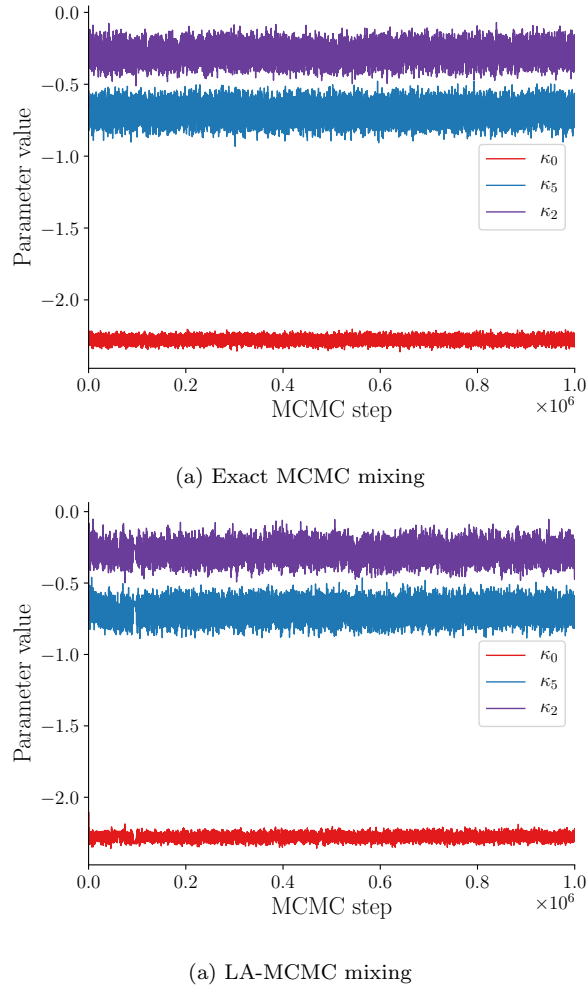 0.0
−0.5
−1.0
−1.5
−2.0
Parameter value
κ0
κ5
κ2
0.0 0.2 0.4 0.6 0.8 1.0
MCMC step
×10^6
(a) Exact MCMC mixing
0.0
−0.5
−1.0
−1.5
−2.0
Parameter value
κ0
κ5
κ2
0.0 0.2 0.4 0.6 0.8 1.0
MCMC step
×10^6
(a) LA-MCMC mixing